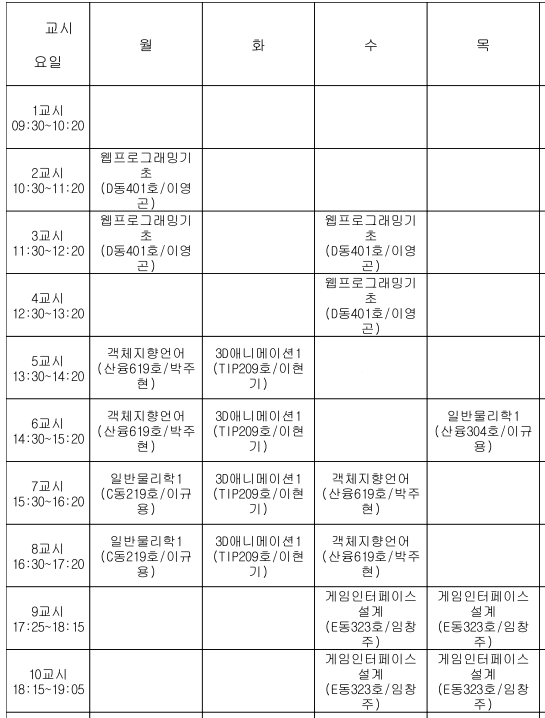 교시
요일
월
화
수
목
1교시
09:30~10:20
2교시
10:30~11:20
웹프로그래밍기
초
(D동401호/이영
곤)
3교시
11:30~12:20
웹프로그래밍기
초
(D동401호/이영
곤)
웹프로그래밍기
초
(D동401호/이영
곤)
4교시
12:30~13:20
웹프로그래밍기
초
(D동401호/이영
곤)
5교시
13:30~14:20
객체지향언어
(산융619호/박주
현)
3D애니메이션1
(TIP209호/이현
기)
6교시
14:30~15:20
객체지향언어
(산융619호/박주
현)
3D애니메이션1
(TIP209호/이현
기)
일반물리학1
(산융304호/이규
용)
7교시
15:30~16:20
일반물리학1
(C동219호/이규
용)
3D애니메이션1
(TIP209호/이현
기)
객체지향언어
(산융619호/박주
현)
8교시
16:30~17:20
일반물리학1
(C동219호/이규
용)
3D애니메이션1
(TIP209호/이현
기)
객체지향언어
(산융619호/박주
현)
9교시
17:25~18:15
게임인터페이스
설계
(E동323호/임창
주)
게임인터페이스
설계
(E동323호/임창
주)
10교시
18:15~19:05
게임인터페이스
설계
(E동323호/임창
주)
게임인터페이스
설계
(E동323호/임창
주)